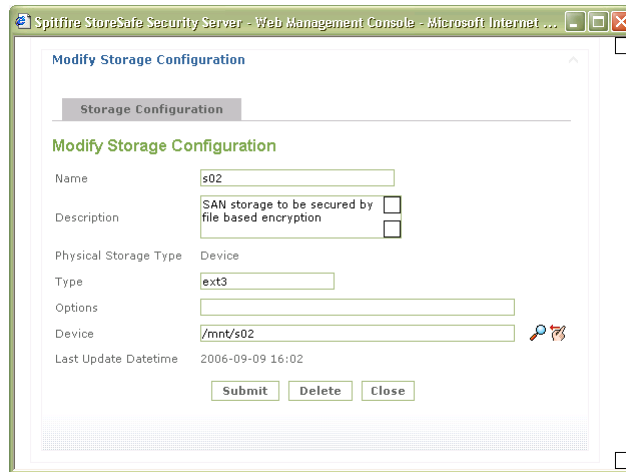 Spitfire StoreSafe Security Server - Web Management Console - Microsoft Internet ...
Modify Storage Configuration
Storage Configuration
Modify Storage Configuration
Name s02
Description SAN storage to be secured by
file based encryption
Physical Storage Type Device
Type ext3
Options
Device /mnt/s02
Last Update Datetime 2006-09-09 16:02
Submit Delete Close